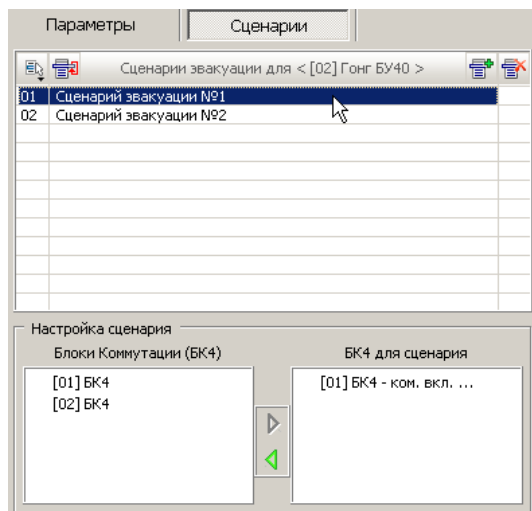 Параметры
Сценарии
Сценарии эвакуации для < [02] Гонг БУ40 >
01 Сценарий эвакуации №1
02 Сценарий эвакуации №2
Настройка сценария
Блоки Коммутации (БК4)
БК4 для сценария
[01] БК4
[01] БК4 - ком. вкл. ...
[02] БК4